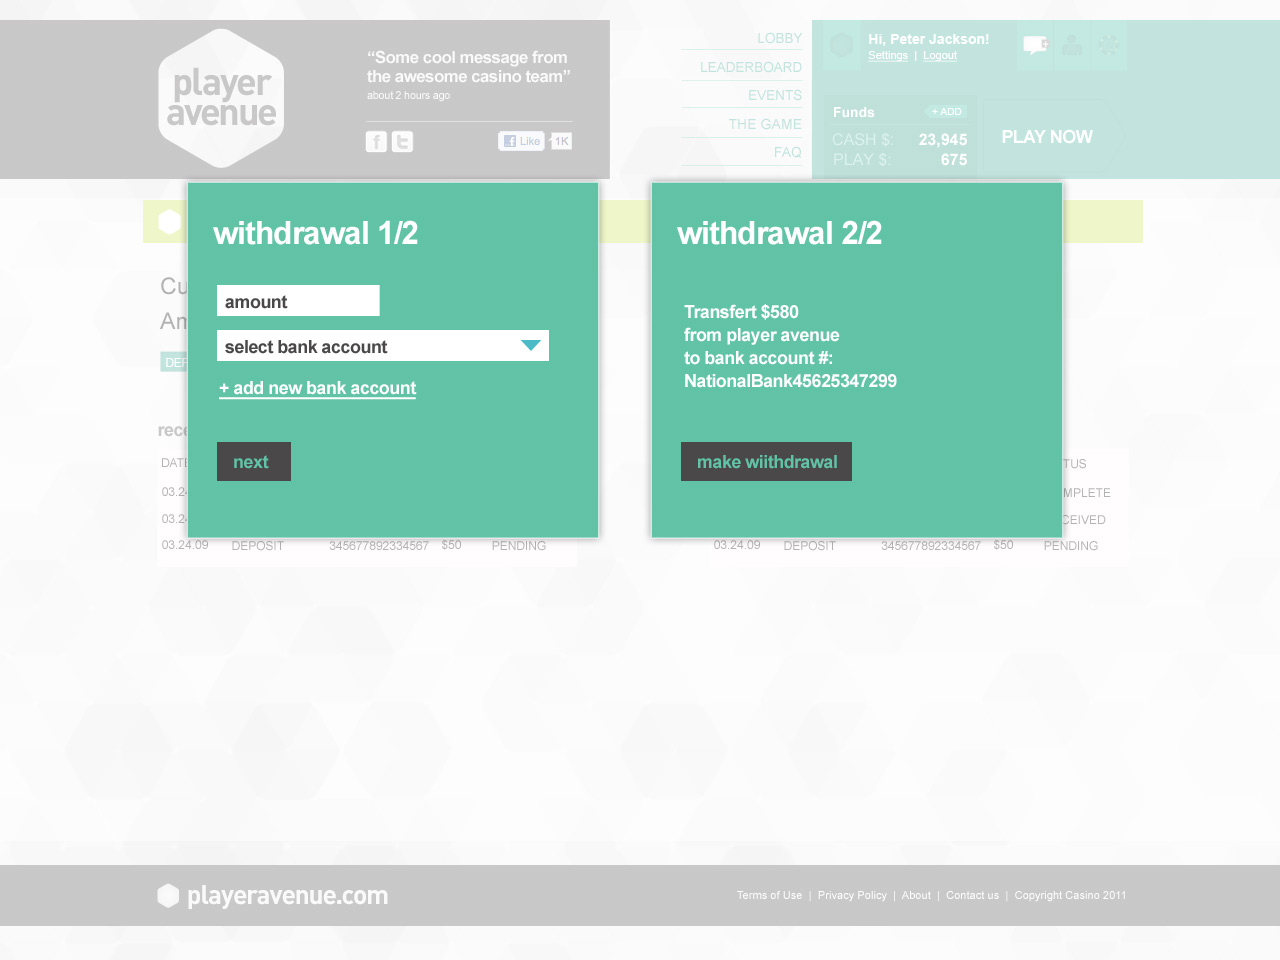 player
avenue
“Some cool message from
the awesome casino team”
about 2 hours ago
Like
1K
LOBBY
LEADERBOARD
EVENTS
THE GAME
FAQ
Hi, Peter Jackson!
Settings | Logout
Funds
+ ADD
CASH $: 23,945
PLAY $: 675
PLAY NOW
withdrawal 1/2
amount
select bank account
+ add new bank account
next
withdrawal 2/2
Transfert $580
from player avenue
to bank account #:
NationalBank45625347299
make wiithdrawal
Cu
Am
DEP
rece
DATE
TUS
03.24
MPLETE
03.24
CEIVED
03.24.09 DEPOSIT 345677892334567 $50 PENDING
03.24.09 DEPOSIT 345677892334567 $50 PENDING
playeravenue.com
Terms of Use | Privacy Policy | About | Contact us | Copyright Casino 2011